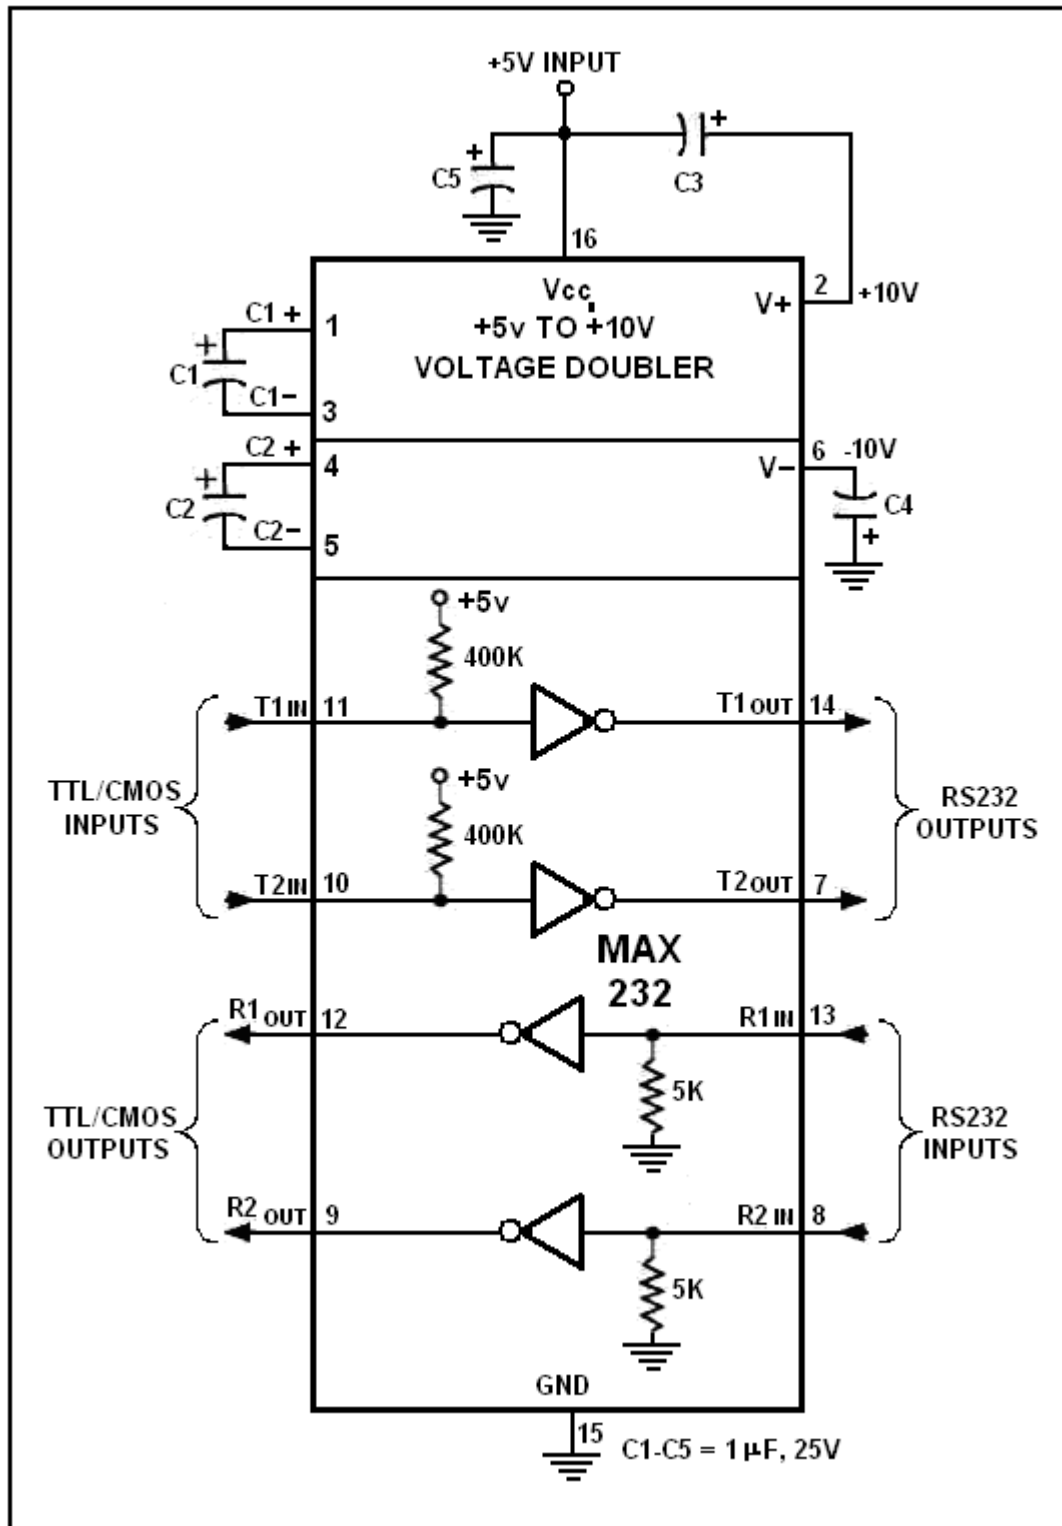 +5V INPUT
+
C5
+
C3
16
Vcc
+5v TO +10V
VOLTAGE DOUBLER
V+
2
+10V
C1 +
1
+
C1
C1−
3
C2 +
4
+
C2
C2−
5
V−
6
-10V
C4
+
+5v
400K
T1 IN
11
T1 OUT
14
TTL/CMOS
INPUTS
+5v
400K
RS232
OUTPUTS
T2 IN
10
T2 OUT
7
MAX
232
R1 OUT
12
R1 IN
13
5K
TTL/CMOS
OUTPUTS
RS232
INPUTS
R2 OUT
9
R2 IN
8
5K
GND
15
C1-C5 = 1µF, 25V